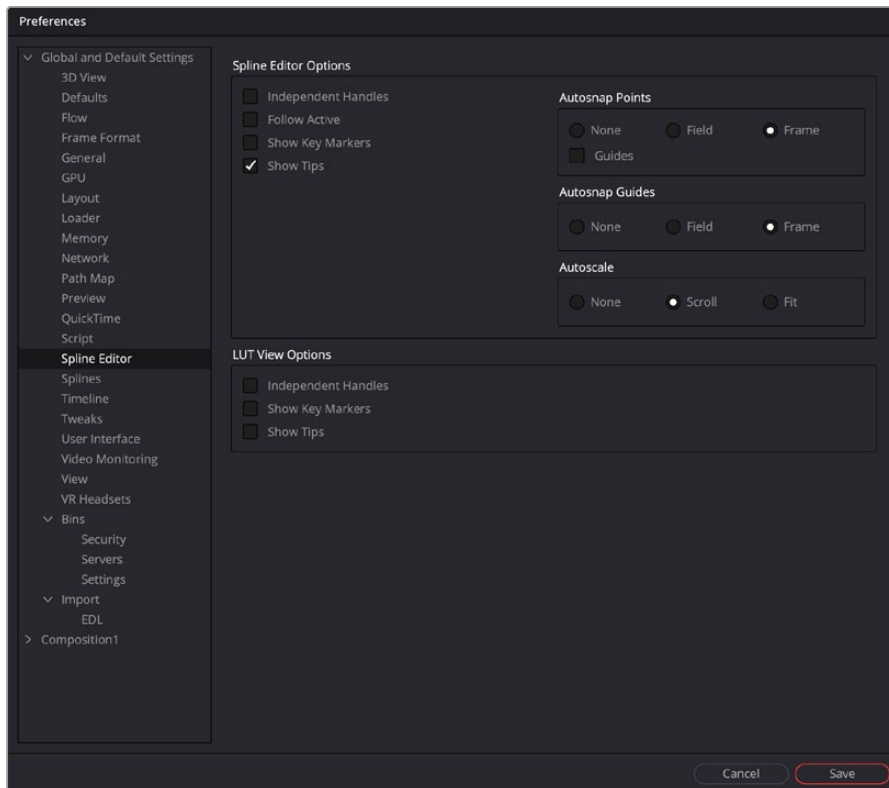 Preferences
Global and Default Settings
3D View
Defaults
Flow
Frame Format
General
GPU
Layout
Loader
Memory
Network
Path Map
Preview
QuickTime
Script
Spline Editor
Splines
Timeline
Tweaks
User Interface
Video Monitoring
View
VR Headsets
Bins
Security
Servers
Settings
Import
EDL
Composition1
Spline Editor Options
Independent Handles
Follow Active
Show Key Markers
Show Tips
Autosnap Points
None Field Frame
Guides
Autosnap Guides
None Field Frame
Autoscale
None Scroll Fit
LUT View Options
Independent Handles
Show Key Markers
Show Tips
Cancel Save